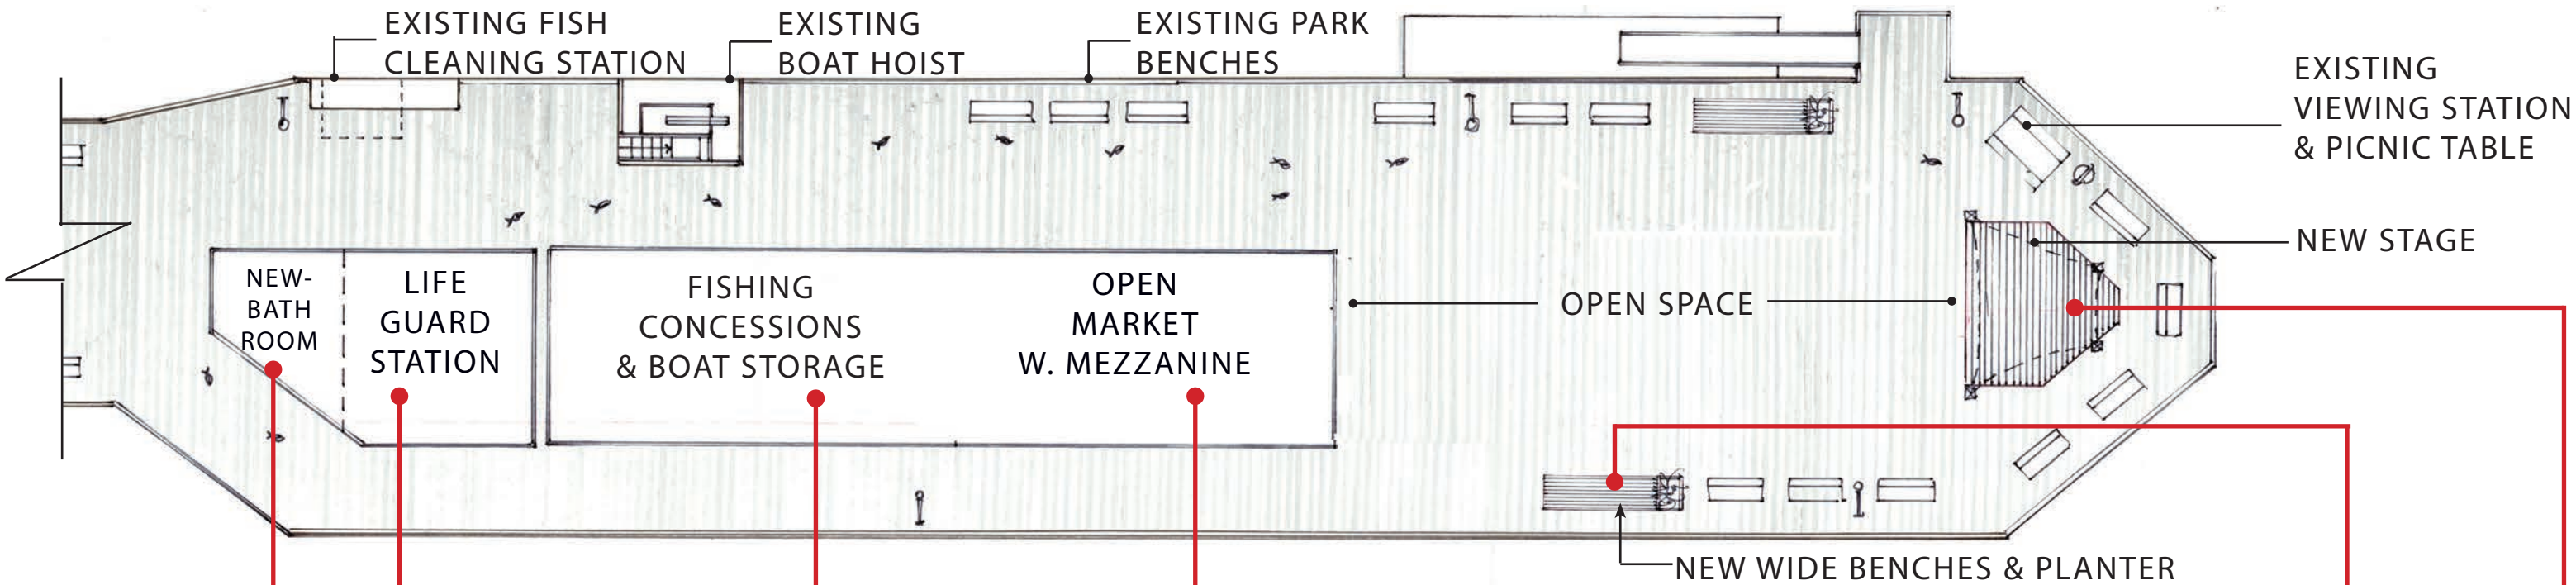 EXISTING FISH
CLEANING STATION
EXISTING
BOAT HOIST
EXISTING PARK
BENCHES
EXISTING
VIEWING STATION
& PICNIC TABLE
NEW STAGE
NEW-
BATH
ROOM
LIFE
GUARD
STATION
FISHING
CONCESSIONS
& BOAT STORAGE
OPEN
MARKET
W. MEZZANINE
OPEN SPACE
NEW WIDE BENCHES & PLANTER